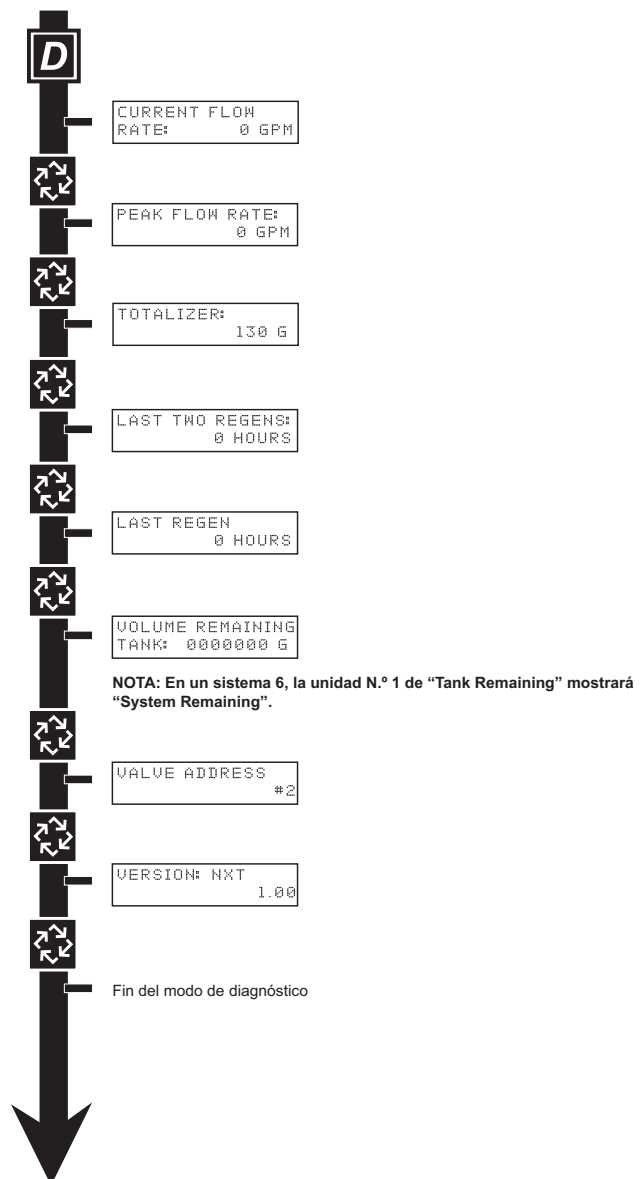 D
CURRENT FLOW
RATE: 0 GPM
PEAK FLOW RATE:
0 GPM
TOTALIZER:
130 G
LAST TWO REGENS:
0 HOURS
LAST REGEN
0 HOURS
VOLUME REMAINING
TANK: 0000000 G
NOTA: En un sistema 6, la unidad N.º 1 de “Tank Remaining” mostrará
“System Remaining”.
VALVE ADDRESS
#2
VERSION: NXT
1.00
Fin del modo de diagnóstico